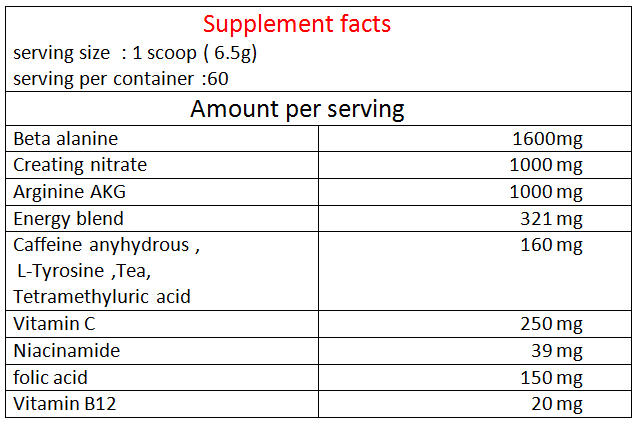 Supplement facts
serving size : 1 scoop ( 6.5g)
serving per container :60
Amount per serving
Beta alanine 1600mg
Creating nitrate 1000 mg
Arginine AKG 1000 mg
Energy blend 321 mg
Caffeine anyhydrous , 160 mg
L-Tyrosine ,Tea,
Tetramethyluric acid
Vitamin C 250 mg
Niacinamide 39 mg
folic acid 150 mg
Vitamin B12 20 mg